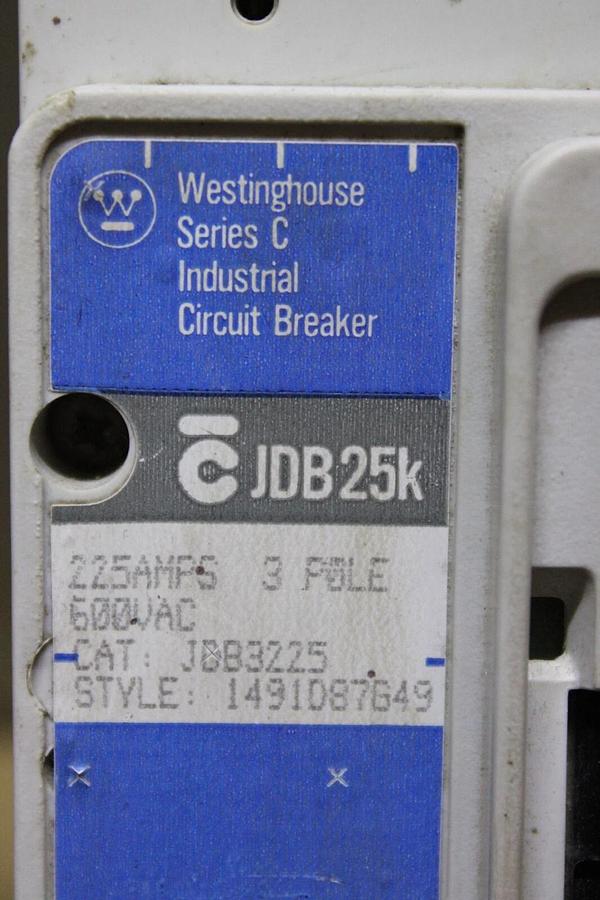 Westinghouse
Series C
Industrial
Circuit Breaker
C JDB 25k
225AMPS 3 POLE
600VAC
CAT: JDB3225
STYLE: 1491D87G49